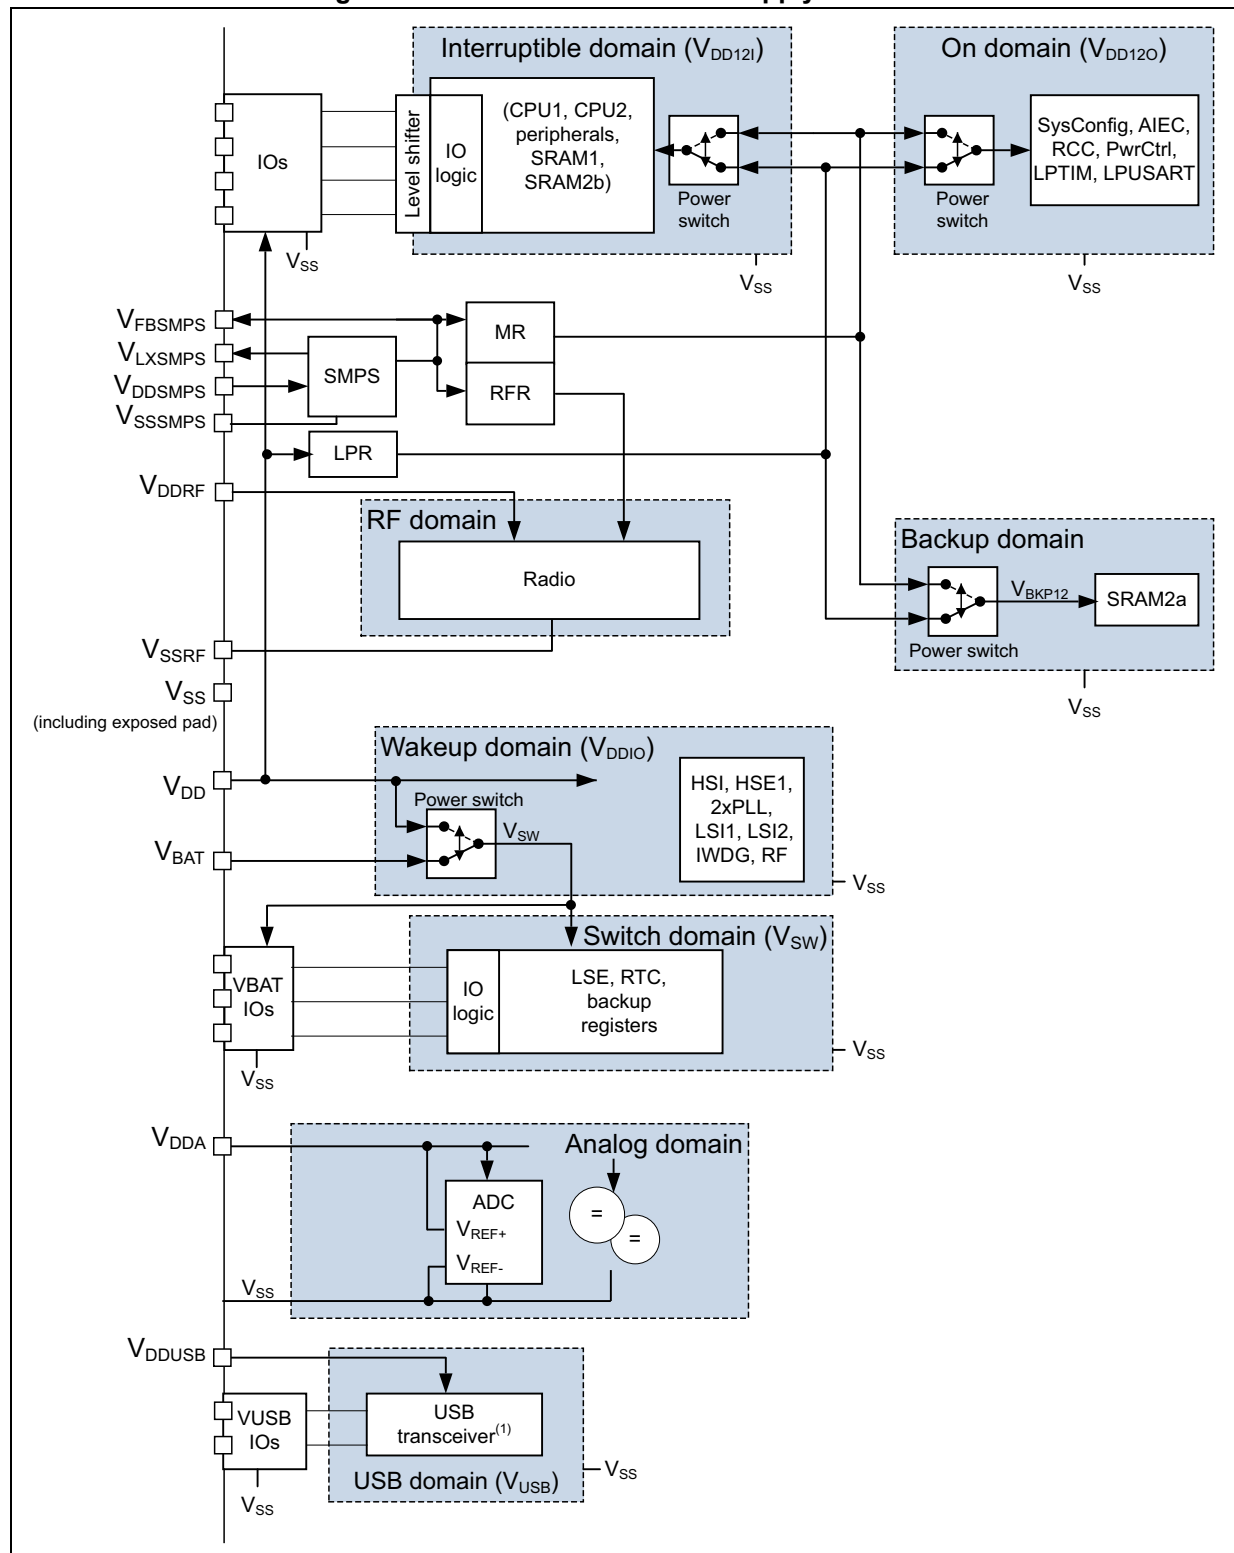 Interruptible domain (VDD12I)
On domain (VDD12O)
IOs
Level shifter
IO
logic
(CPU1, CPU2,
peripherals,
SRAM1,
SRAM2b)
Power
switch
Power
switch
SysConfig, AIEC,
RCC, PwrCtrl,
LPTIM, LPUSART
VSS
VSS
VSS
VFBSMPS
VLXSMPS
VDDSMPS
VSSSMPS
SMPS
MR
RFR
LPR
VDDRF
RF domain
Radio
VSSRF
Backup domain
VBKP12
SRAM2a
Power switch
VSS
VSS
(including exposed pad)
Wakeup domain (VDDIO)
VDD
Power switch
VSW
VBAT
HSI, HSE1,
2xPLL,
LSI1, LSI2,
IWDG, RF
VSS
Switch domain (VSW)
VBAT
IOs
IO
logic
LSE, RTC,
backup
registers
VSS
VSS
VDDA
Analog domain
ADC
VREF+
VREF-
=
=
VSS
VDDUSB
VUSB
IOs
USB
transceiver(1)
USB domain (VUSB)
VSS
VSS